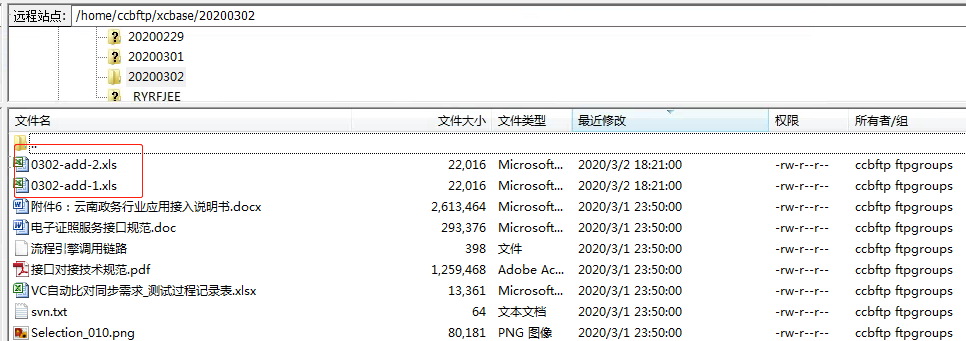 远程站点: /home/ccbftp/xcbase/20200302
20200229
20200301
20200302
RYRFJEE
文件名 文件大小 文件类型 最近修改 权限 所有者/组
..
0302-add-2.xls 22,016 Microsoft... 2020/3/2 18:21:00 -rw-r--r-- ccbftp ftpgroups
0302-add-1.xls 22,016 Microsoft... 2020/3/2 18:21:00 -rw-r--r-- ccbftp ftpgroups
附件6：云南政务行业应用接入说明书.docx 2,613,464 Microsoft... 2020/3/1 23:50:00 -rw-r--r-- ccbftp ftpgroups
电子证照服务接口规范.doc 293,376 Microsoft... 2020/3/1 23:50:00 -rw-r--r-- ccbftp ftpgroups
流程引擎调用链路 398 文件 2020/3/1 23:50:00 -rw-r--r-- ccbftp ftpgroups
接口对接技术规范.pdf 1,259,468 Adobe Ac... 2020/3/1 23:50:00 -rw-r--r-- ccbftp ftpgroups
VC自动比对同步需求_测试过程记录表.xlsx 13,361 Microsoft... 2020/3/1 23:50:00 -rw-r--r-- ccbftp ftpgroups
svn.txt 64 文本文档 2020/3/1 23:50:00 -rw-r--r-- ccbftp ftpgroups
Selection_010.png 80,181 PNG 图像 2020/3/1 23:50:00 -rw-r--r-- ccbftp ftpgroups